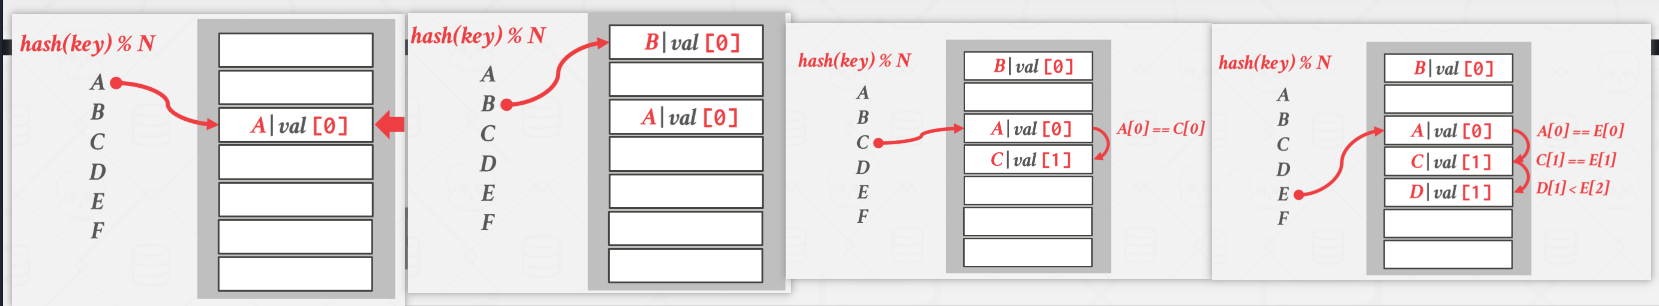 hash(key) % N
A
B
C
D
E
F
A|val [0]
hash(key) % N
A
B
C
D
E
F
B|val [0]
A|val [0]
hash(key) % N
A
B
C
D
E
F
B|val [0]
A|val [0]
C|val [1]
A[0]==C[0]
hash(key) % N
A
B
C
D
E
F
B|val [0]
A|val [0]
C|val [1]
D|val [1]
A[0]==E[0]
C[1]==E[1]
D[1]<E[2]